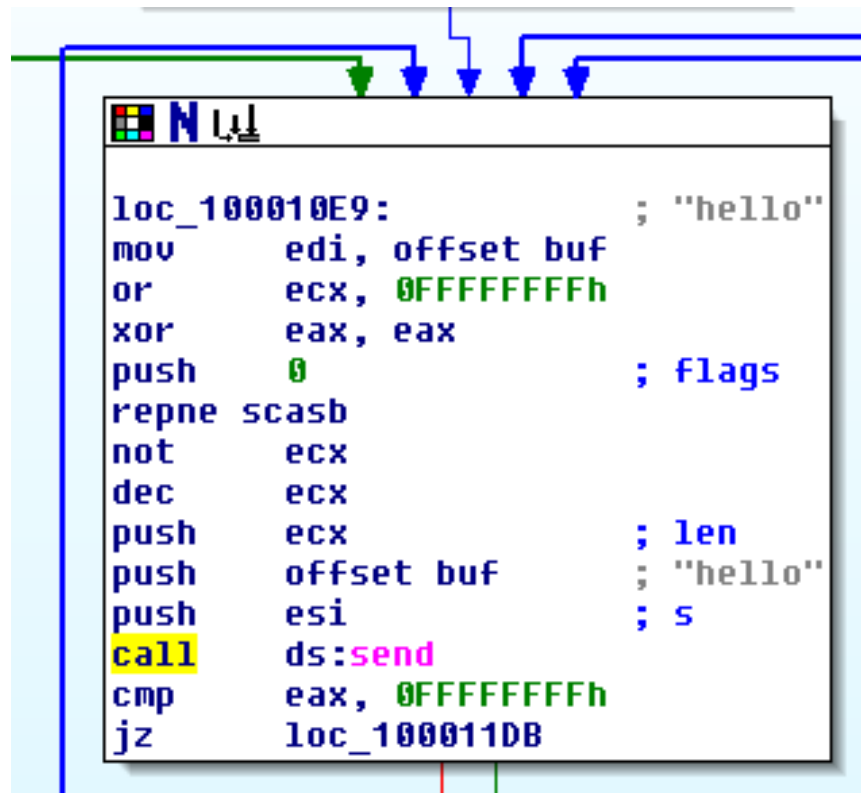 loc_100010E9: ; "hello"
mov edi, offset buf
or ecx, 0FFFFFFFFh
xor eax, eax
push 0 ; flags
repne scasb
not ecx
dec ecx
push ecx ; len
push offset buf ; "hello"
push esi ; s
call ds:send
cmp eax, 0FFFFFFFFh
jz loc_100011DB